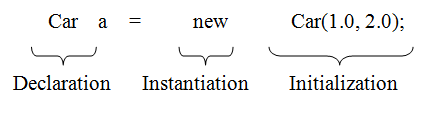 Car a = new Car(1.0, 2.0);
Declaration Instantiation Initialization